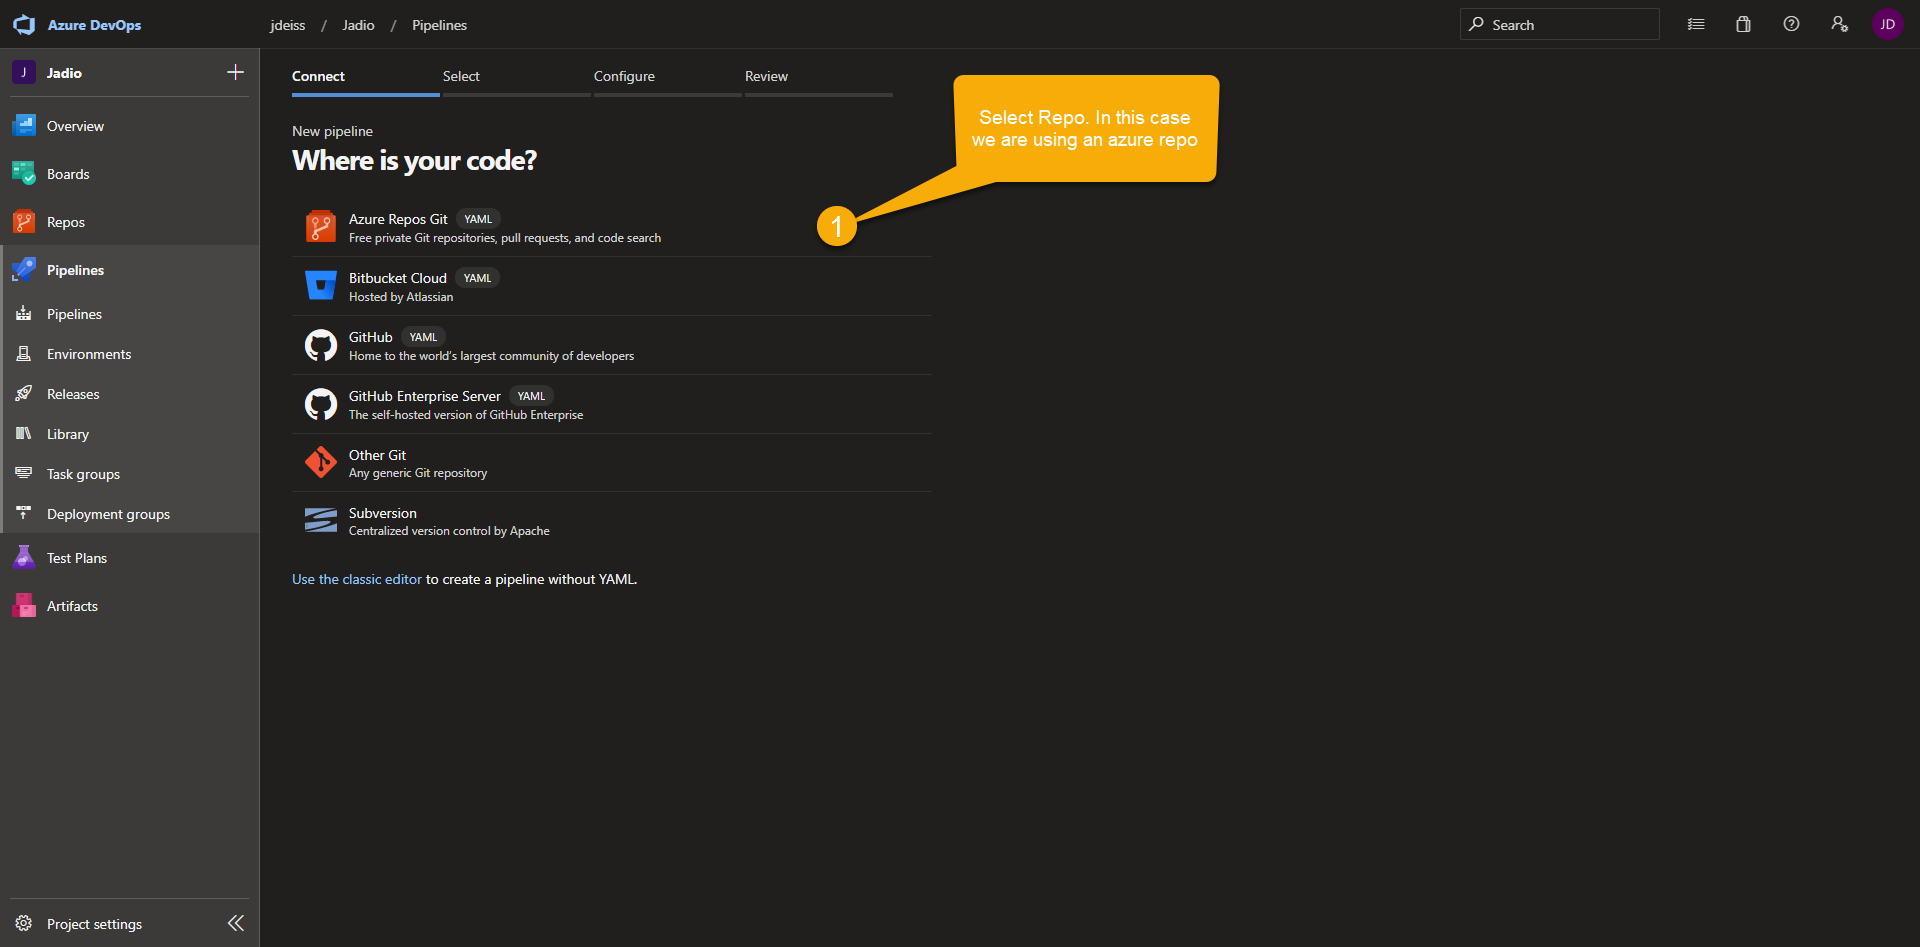 Azure DevOps
jdeiss / Jadio / Pipelines
Search
JD
J Jadio
Overview
Boards
Repos
Pipelines
Pipelines
Environments
Releases
Library
Task groups
Deployment groups
Test Plans
Artifacts
Project settings
Connect Select Configure Review
New pipeline
Where is your code?
Azure Repos Git YAML
Free private Git repositories, pull requests, and code search
Bitbucket Cloud YAML
Hosted by Atlassian
GitHub YAML
Home to the world's largest community of developers
GitHub Enterprise Server YAML
The self-hosted version of GitHub Enterprise
Other Git
Any generic Git repository
Subversion
Centralized version control by Apache
Use the classic editor to create a pipeline without YAML.
Select Repo. In this case
we are using an azure repo
1